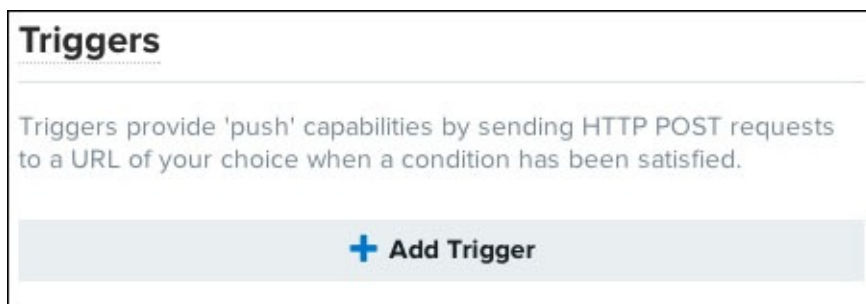 Triggers
Triggers provide 'push' capabilities by sending HTTP POST requests
to a URL of your choice when a condition has been satisfied.
Add Trigger